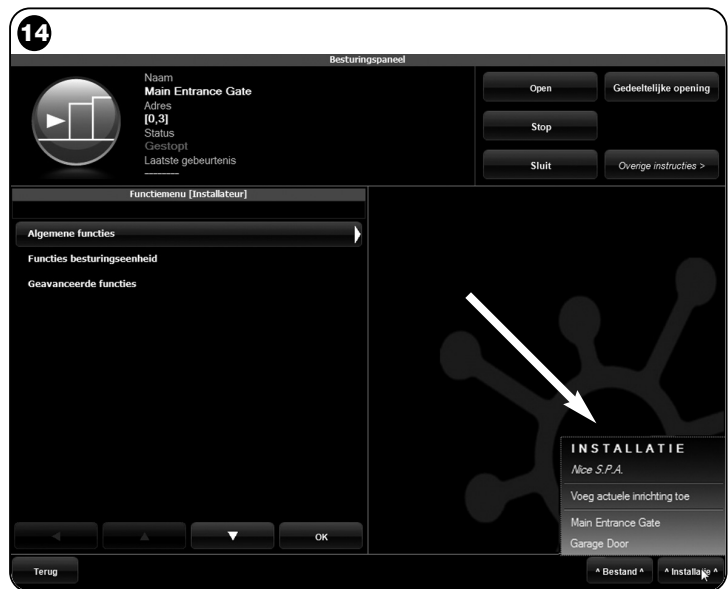 14
Besturingspaneel
Naam
Main Entrance Gate
Adres
[0,3]
Status
Gestopt
Laatste gebeurtenis
--------
Open
Gedeeltelijke opening
Stop
Sluit
Overige instructies >
Functiemenu [Installateur]
Algemene functies
Functies besturingseenheid
Geavanceerde functies
OK
INSTALLATIE
Nice S.P.A.
Voeg actuele inrichting toe
Main Entrance Gate
Garage Door
Terug
^ Bestand ^
^ Installatie ^